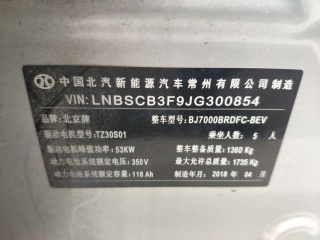 中国北汽新能源汽车常州有限公司制造
VIN: LNBSCB3F9JG300854
品牌: 北京牌 整车型号: BJ7000BRDFC-BEV
驱动电机型号: TZ30S01 乘坐人数: 5 人
驱动电机峰值功率: 53KW 整车整备质量: 1360 Kg
动力电池系统额定电压: 350V 最大允许总质量: 1735 Kg
动力电池系统额定容量: 116 Ah 制造年月: 2018 年 04 月